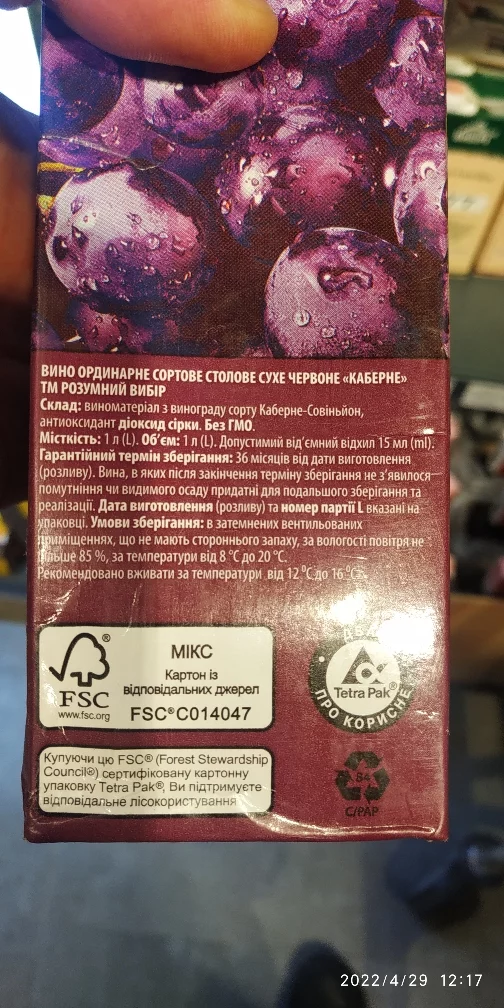 ВИНО ОРДИНАРНЕ СОРТОВЕ СТОЛОВЕ СУХЕ ЧЕРВОНЕ «КАБЕРНЕ»
ТМ РОЗУМНИЙ ВИБІР
Склад: виноматеріал з винограду сорту Каберне-Совіньйон,
антиоксидант діоксид сірки. Без ГМО.
Місткість: 1 л (L). Об'єм: 1 л (L). Допустимий від'ємний відхил 15 мл (ml).
Гарантійний термін зберігання: 36 місяців від дати виготовлення
(розливу). Вина, в яких після закінчення терміну зберігання не з'явилося
помутніння чи видимого осаду придатні для подальшого зберігання та
реалізації. Дата виготовлення (розливу) та номер партії L вказані на
упаковці. Умови зберігання: в затемнених вентильованих
приміщеннях, що не мають стороннього запаху, за вологості повітря не
більше 85 %, за температури від 8 °С до 20 °С.
Рекомендовано вживати за температури від 12 °С до 16 °С.
FSC®
www.fsc.org
МІКС
Картон із
відповідальних джерел
FSC® C014047
Tetra Pak®
ПРО КОРИСНЕ
Купуючи цю FSC® (Forest Stewardship
Council®) сертифіковану картонну
упаковку Tetra Pak®, Ви підтримуєте
відповідальне лісокористування
84
C/PAP
2022/4/29 12:17